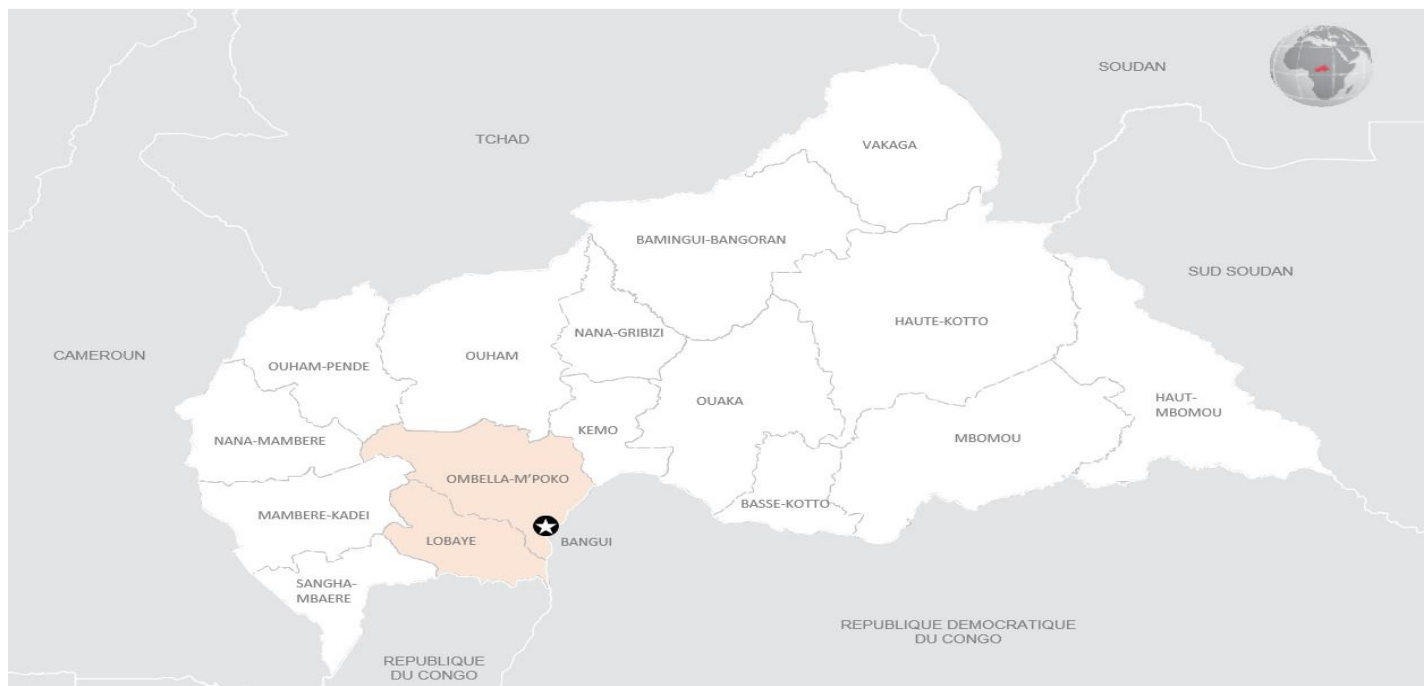 SOUDAN
TCHAD
VAKAGA
BAMINGUI-BANGORAN
SUD SOUDAN
HAUTE-KOTTO
NANA-GRIBIZI
CAMEROUN
OUHAM
OUHAM-PENDE
OUAKA
HAUT-
MBOMOU
KEMO
NANA-MAMBERE
MBOMOU
OMBELLA-M'POKO
BASSE-KOTTO
MAMBERE-KADEI
LOBAYE
BANGUI
SANGHA-
MBAERE
REPUBLIQUE DEMOCRATIQUE
DU CONGO
REPUBLIQUE
DU CONGO